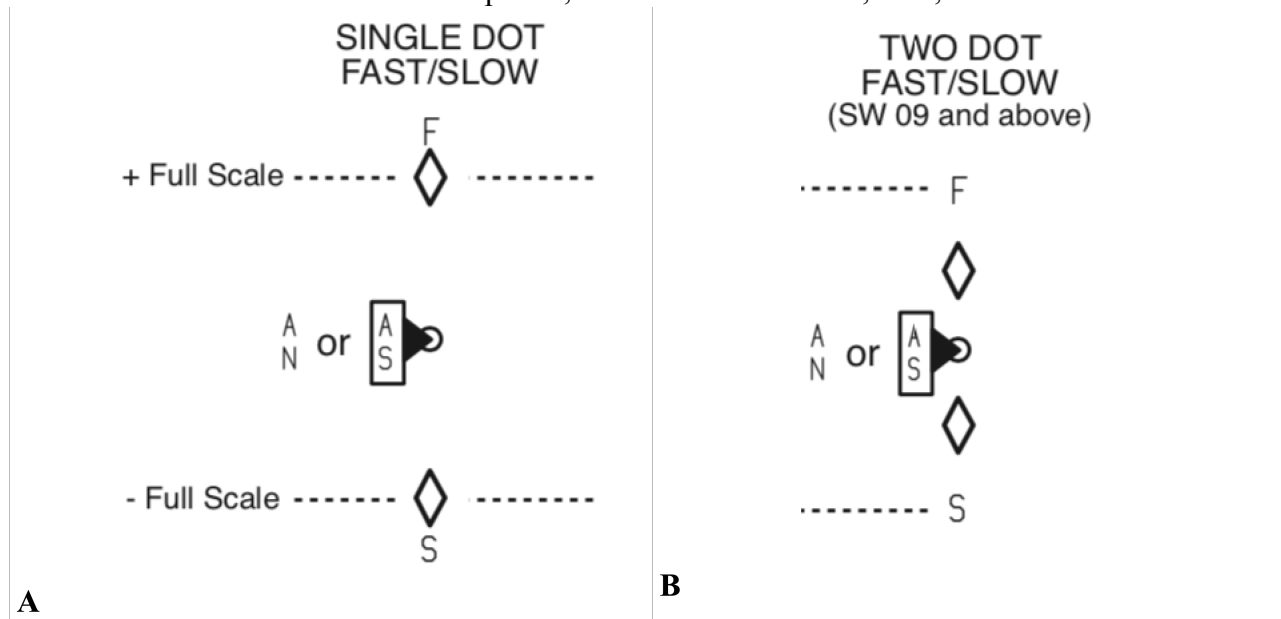 SINGLE DOT
FAST/SLOW
F
+ Full Scale
A
N
or
A
S
- Full Scale
S
A
TWO DOT
FAST/SLOW
(SW 09 and above)
F
A
N
or
A
S
S
B